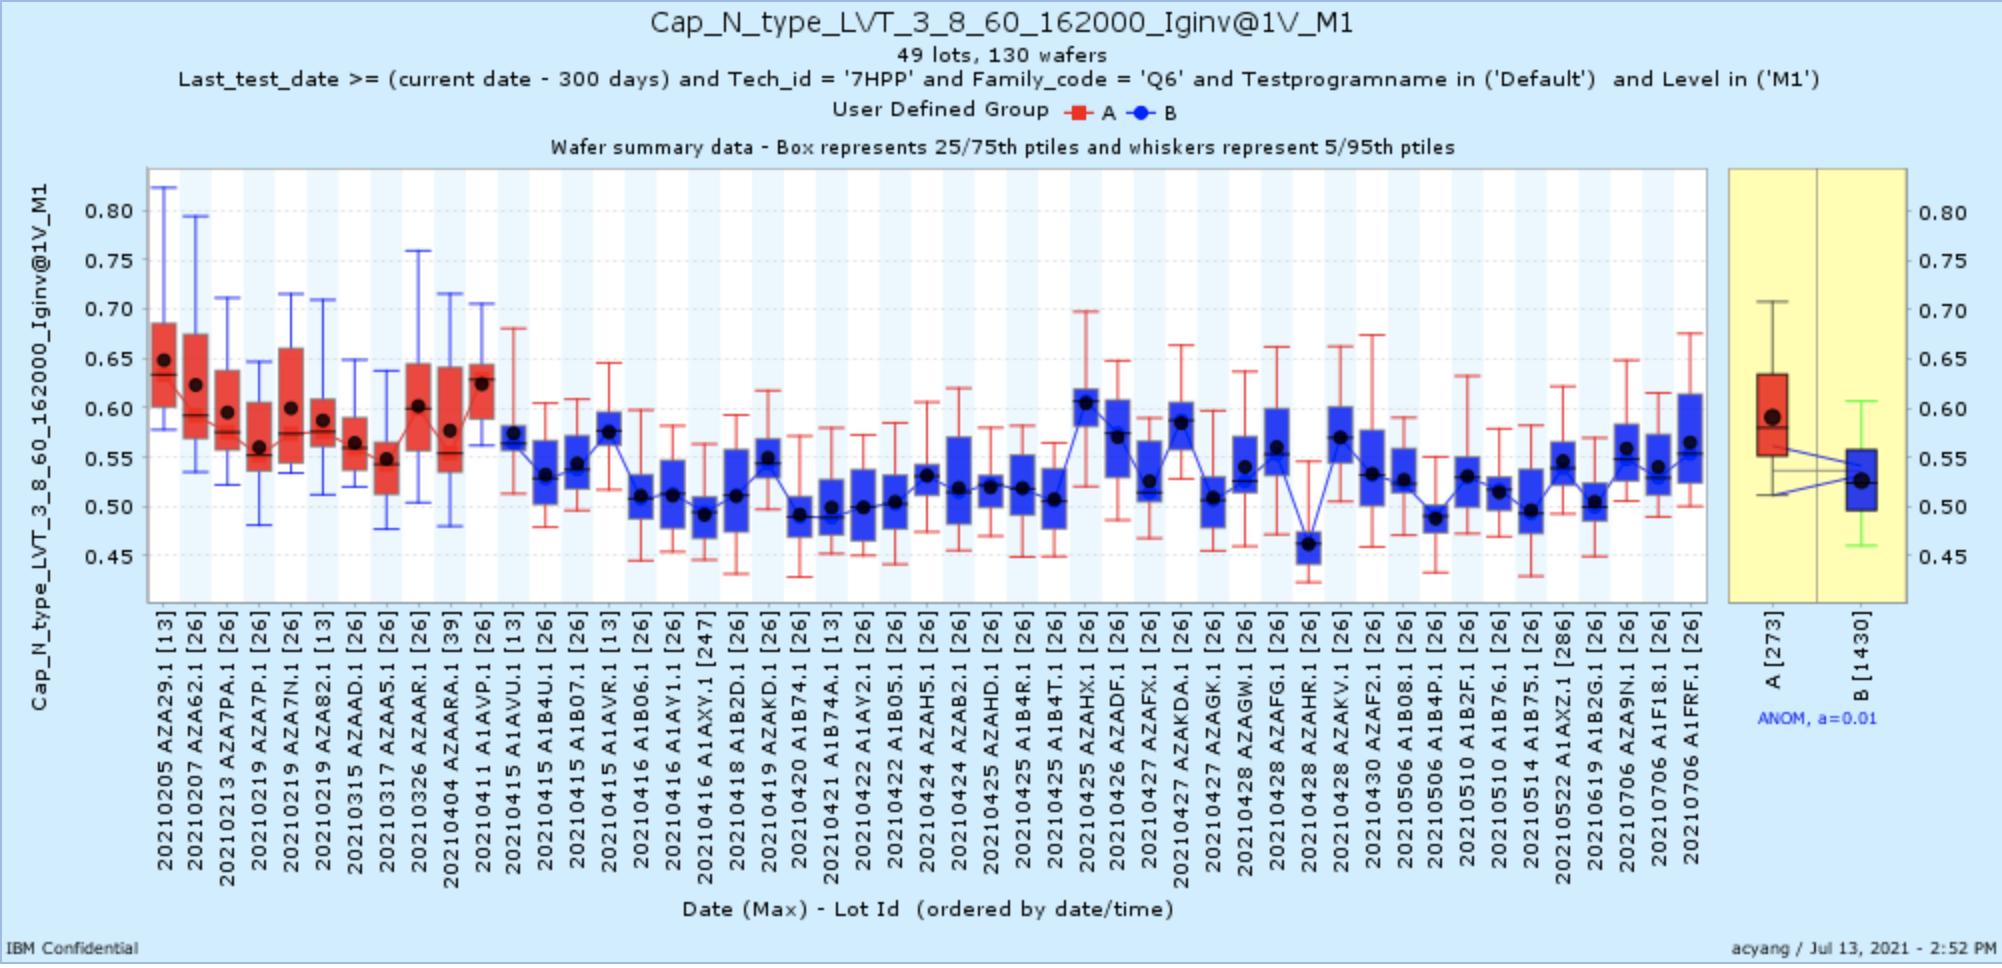 Cap_N_type_LVT_3_8_60_162000_Iginv@1V_M1
49 lots, 130 wafers
Last_test_date >= (current date - 300 days) and Tech_id = '7HPP' and Family_code = 'Q6' and Testprogramname in ('Default')  and Level in ('M1')
User Defined Group A B
Wafer summary data - Box represents 25/75th ptiles and whiskers represent 5/95th ptiles
Cap_N_type_LVT_3_8_60_162000_Iginv@1V_M1
0.80
0.75
0.70
0.65
0.60
0.55
0.50
0.45
0.80
0.75
0.70
0.65
0.60
0.55
0.50
0.45
20210205 AZA29.1 [13]
20210207 AZA62.1 [26]
20210213 AZA7PA.1 [26]
20210219 AZA7P.1 [26]
20210219 AZA7N.1 [26]
20210219 AZA82.1 [13]
20210315 AZAAD.1 [26]
20210317 AZAA5.1 [26]
20210326 AZAAR.1 [26]
20210404 AZAARA.1 [39]
20210411 A1AVP.1 [26]
20210415 A1AVU.1 [13]
20210415 A1B4U.1 [26]
20210415 A1B07.1 [26]
20210415 A1AVR.1 [13]
20210416 A1B06.1 [26]
20210416 A1AY1.1 [26]
20210416 A1AXY.1 [247]
20210418 A1B2D.1 [26]
20210419 AZAKD.1 [26]
20210420 A1B74.1 [26]
20210421 A1B74A.1 [13]
20210422 A1AY2.1 [26]
20210422 A1B05.1 [26]
20210424 AZAH5.1 [26]
20210424 AZAB2.1 [26]
20210425 AZAHD.1 [26]
20210425 A1B4R.1 [26]
20210425 A1B4T.1 [26]
20210425 AZAHX.1 [26]
20210426 AZADF.1 [26]
20210427 AZAFX.1 [26]
20210427 AZAKDA.1 [26]
20210427 AZAGK.1 [26]
20210428 AZAGW.1 [26]
20210428 AZAFG.1 [26]
20210428 AZAHR.1 [26]
20210428 AZAKV.1 [26]
20210430 AZAF2.1 [26]
20210506 A1B08.1 [26]
20210506 A1B4P.1 [26]
20210510 A1B2F.1 [26]
20210510 A1B76.1 [26]
20210514 A1B75.1 [26]
20210522 A1AXZ.1 [286]
20210619 A1B2G.1 [26]
20210706 AZA9N.1 [26]
20210706 A1F18.1 [26]
20210706 A1FRF.1 [26]
A [273]
B [1430]
ANOM, a=0.01
Date (Max) - Lot Id  (ordered by date/time)
IBM Confidential
acyang / Jul 13, 2021 - 2:52 PM